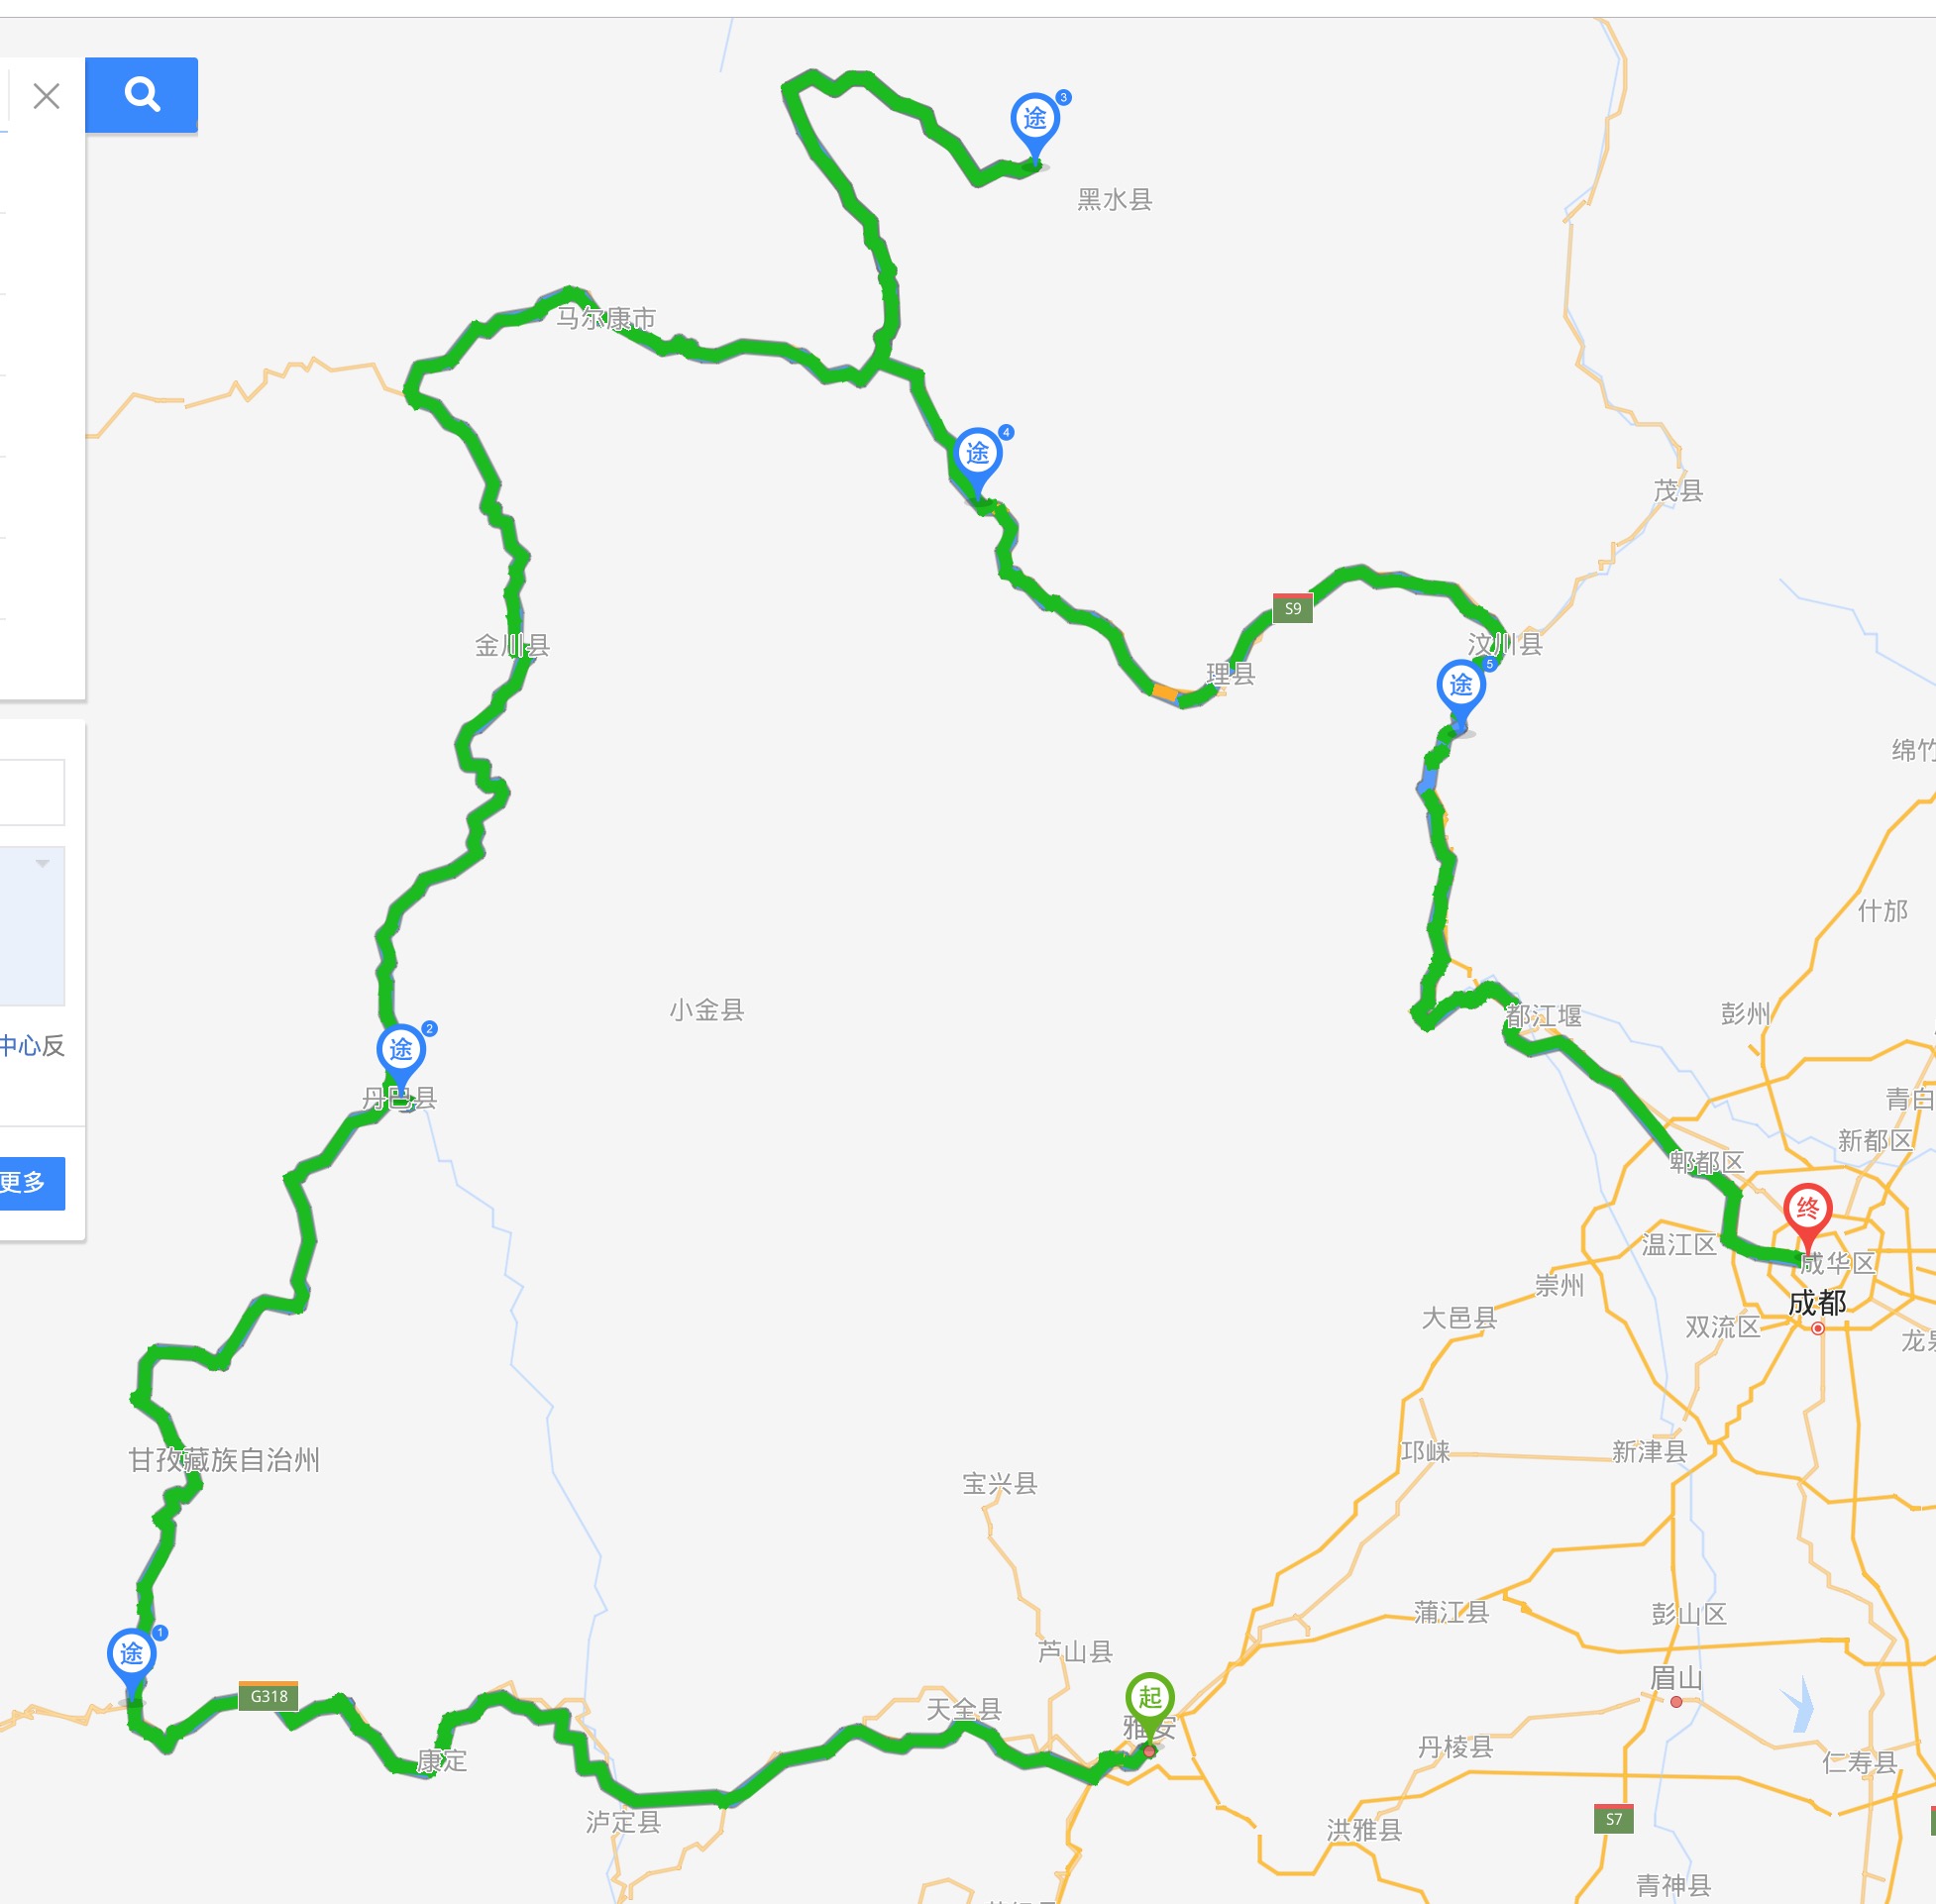 途 3
黑水县
马尔康市
途 4
茂县
S9
金川县
汶川县
5
理县
途
绵竹
什邡
小金县
都江堰
彭州
途 2
中心反
丹巴县
青白
新都区
郫都区
更多
终
温江区
成华区
崇州
成都
大邑县
双流区
甘孜藏族自治州
邛崃
新津县
宝兴县
蒲江县
彭山区
途 1
芦山县
眉山
G318
起
天全县
雅安
丹棱县
康定
仁寿县
泸定县
S7
洪雅县
青神县